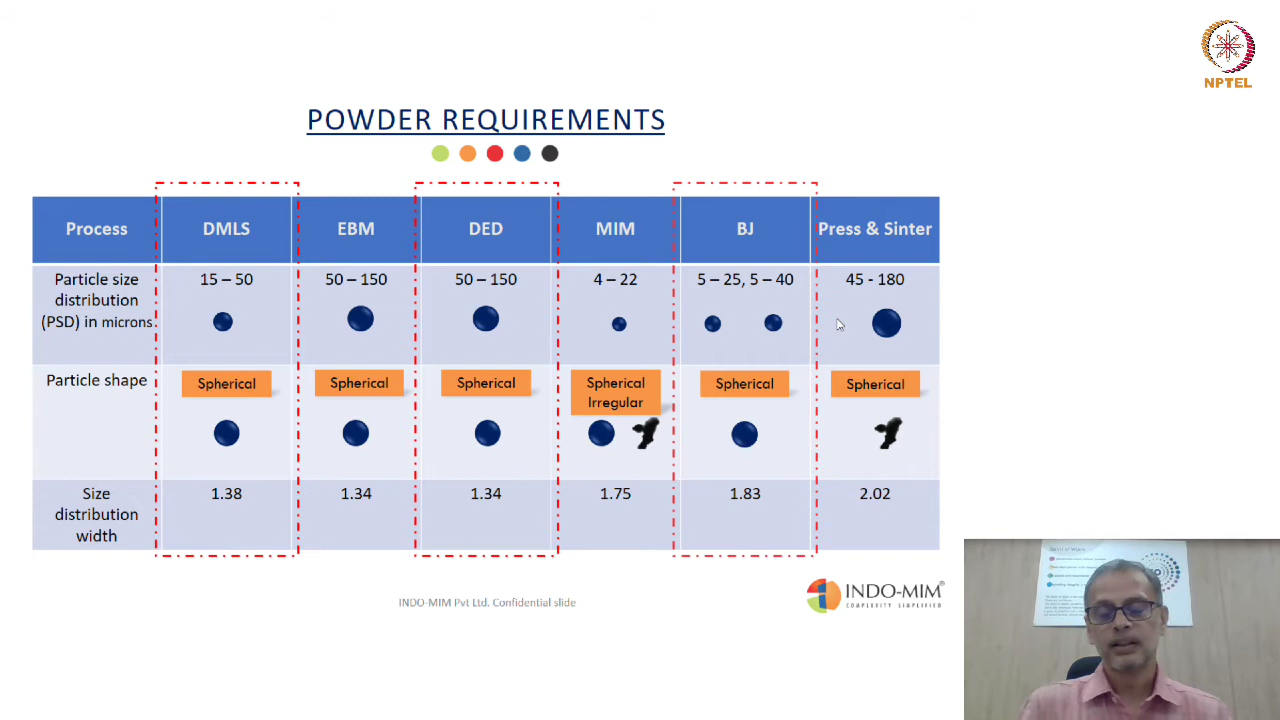 NPTEL
POWDER REQUIREMENTS
Process DMLS EBM DED MIM BJ Press & Sinter
Particle size distribution (PSD) in microns 15 – 50 50 – 150 50 – 150 4 – 22 5 – 25, 5 – 40 45 - 180
Particle shape Spherical Spherical Spherical Spherical Irregular Spherical Spherical
Size distribution width 1.38 1.34 1.34 1.75 1.83 2.02
INDO-MIM Pvt Ltd. Confidential slide
INDO-MIM®
COMPLEXITY SIMPLIFIED